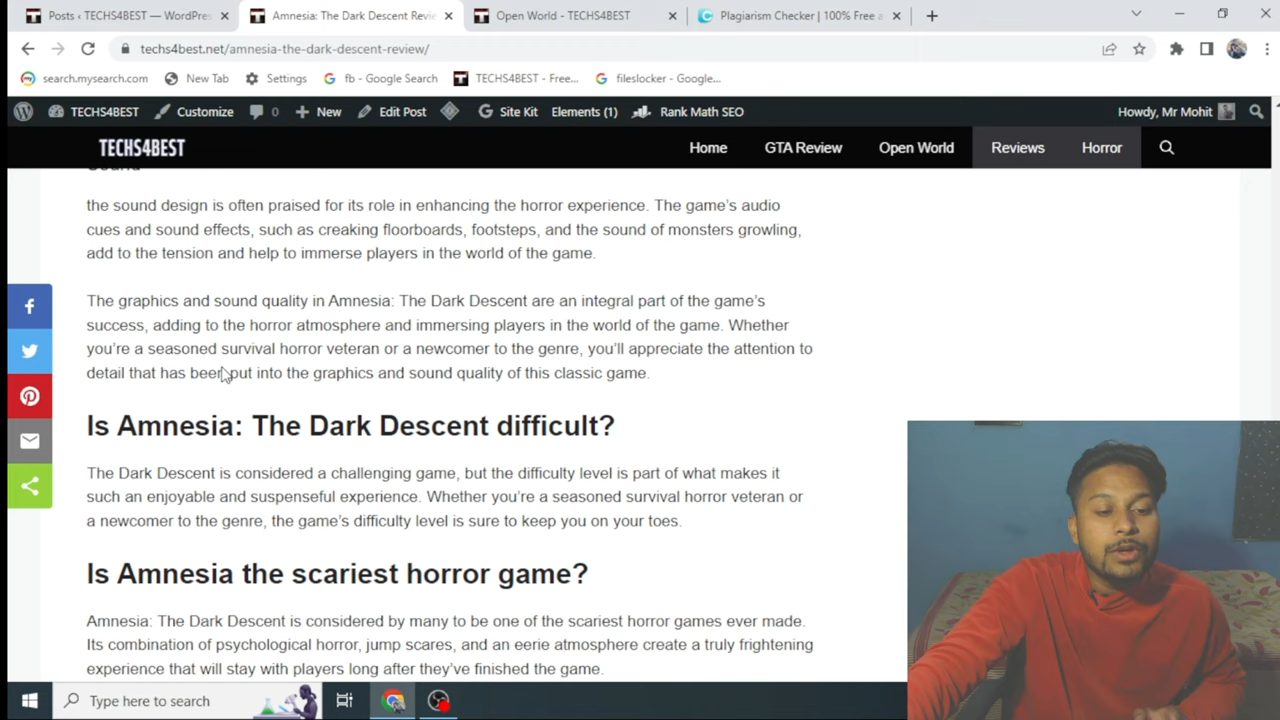 Posts ‹ TECHS4BEST — WordPres
Amnesia: The Dark Descent Revie
Open World - TECHS4BEST
Plagiarism Checker | 100% Free a
techs4best.net/amnesia-the-dark-descent-review/
search.mysearch.com
New Tab
Settings
fb - Google Search
TECHS4BEST - Free...
fileslocker - Google...
TECHS4BEST
Customize
0
New
Edit Post
Site Kit
Elements (1)
Rank Math SEO
Howdy, Mr Mohit
TECHS4BEST
Home
GTA Review
Open World
Reviews
Horror
Sound
the sound design is often praised for its role in enhancing the horror experience. The game's audio
cues and sound effects, such as creaking floorboards, footsteps, and the sound of monsters growling,
add to the tension and help to immerse players in the world of the game.
The graphics and sound quality in Amnesia: The Dark Descent are an integral part of the game's
success, adding to the horror atmosphere and immersing players in the world of the game. Whether
you're a seasoned survival horror veteran or a newcomer to the genre, you'll appreciate the attention to
detail that has been put into the graphics and sound quality of this classic game.
Is Amnesia: The Dark Descent difficult?
The Dark Descent is considered a challenging game, but the difficulty level is part of what makes it
such an enjoyable and suspenseful experience. Whether you're a seasoned survival horror veteran or
a newcomer to the genre, the game's difficulty level is sure to keep you on your toes.
Is Amnesia the scariest horror game?
Amnesia: The Dark Descent is considered by many to be one of the scariest horror games ever made.
Its combination of psychological horror, jump scares, and an eerie atmosphere create a truly frightening
experience that will stay with players long after they've finished the game.
Type here to search